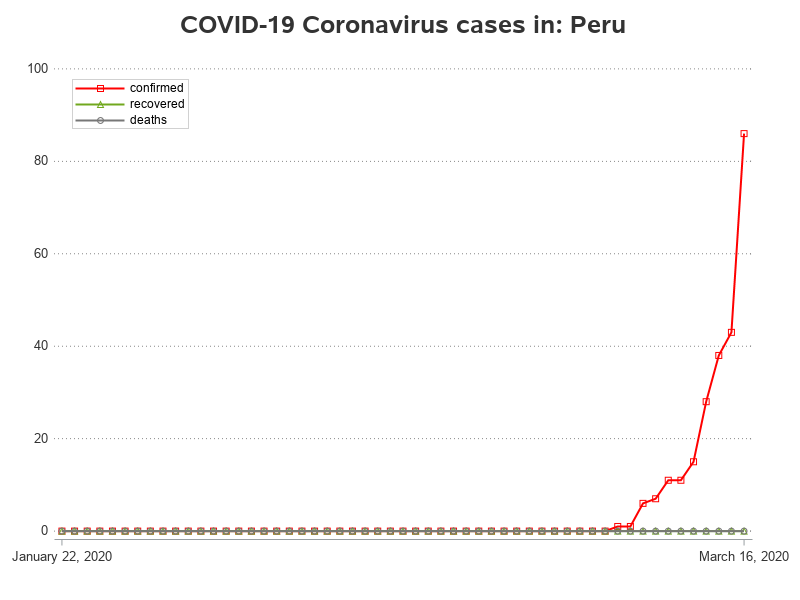 COVID-19 Coronavirus cases in: Peru
100
confirmed
recovered
deaths
80
60
40
20
0
January 22, 2020
March 16, 2020